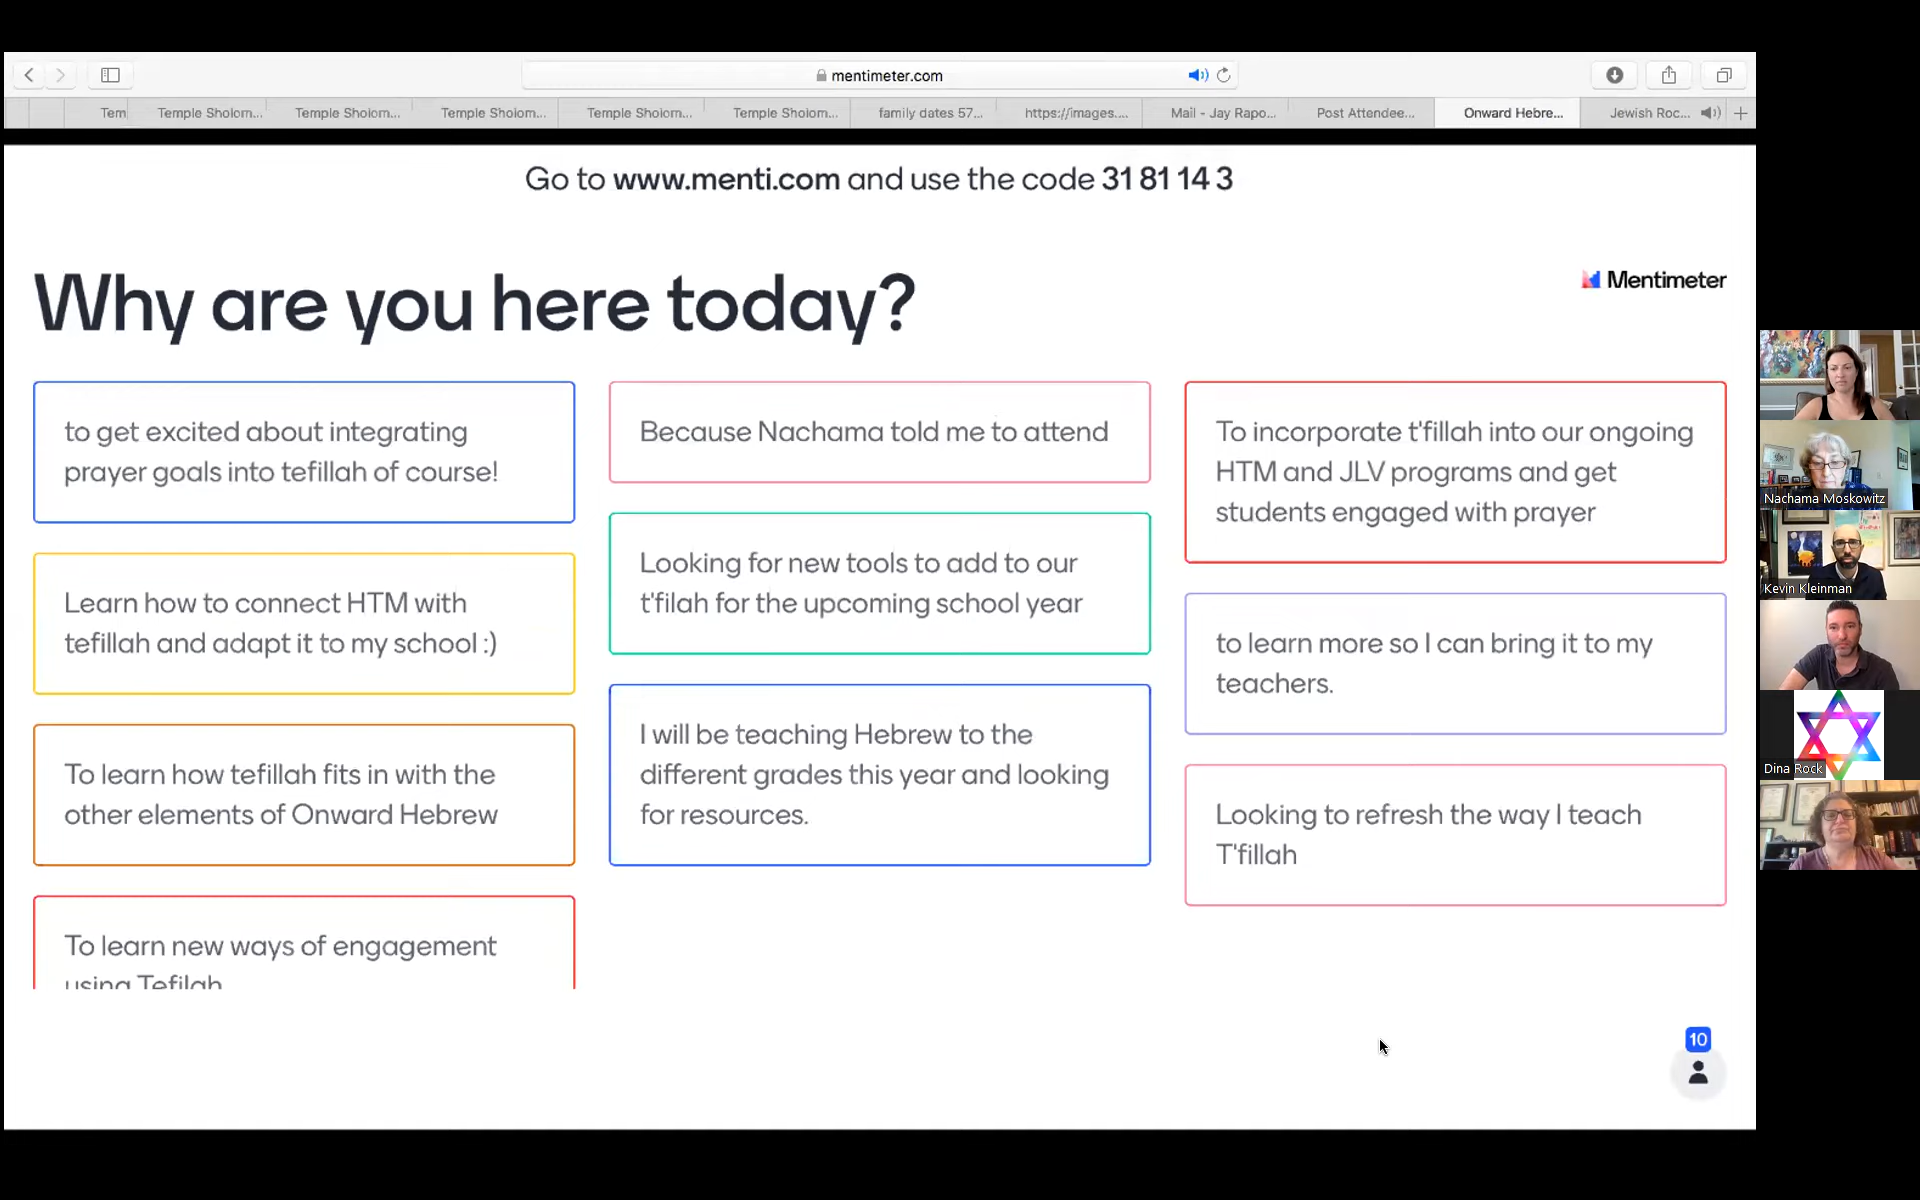 mentimeter.com
Tem
Temple Sholom...
Temple Sholom...
Temple Sholom...
Temple Sholom...
Temple Sholom...
family dates 57...
https://images....
Mail - Jay Rapo...
Post Attendee...
Onward Hebre...
Jewish Roc...
Go to www.menti.com and use the code 31 81 14 3
Why are you here today?
Mentimeter
to get excited about integrating
prayer goals into tefillah of course!
Learn how to connect HTM with
tefillah and adapt it to my school :)
To learn how tefillah fits in with the
other elements of Onward Hebrew
To learn new ways of engagement
using Tefilah
Because Nachama told me to attend
Looking for new tools to add to our
t'filah for the upcoming school year
I will be teaching Hebrew to the
different grades this year and looking
for resources.
To incorporate t'fillah into our ongoing
HTM and JLV programs and get
students engaged with prayer
to learn more so I can bring it to my
teachers.
Looking to refresh the way I teach
T'fillah
10
Nachama Moskowitz
Kevin Kleinman
Dina Rock